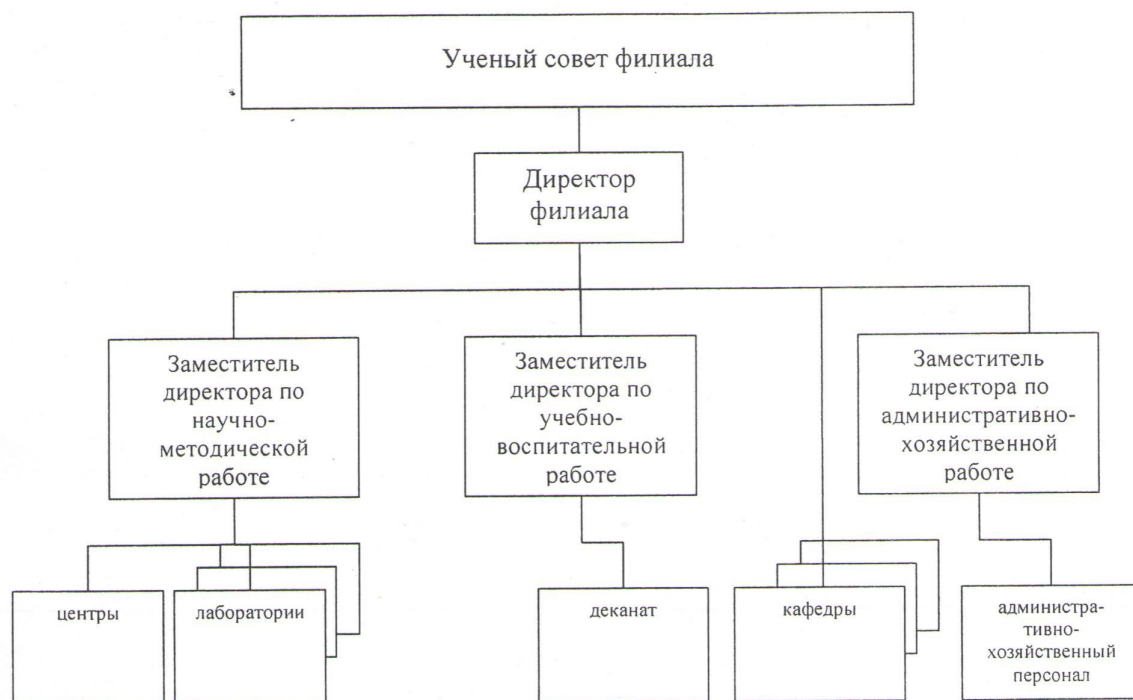 Ученый совет филиала
Директор
филиала
Заместитель
директора по
научно-
методической
работе
Заместитель
директора по
учебно-
воспитательной
работе
Заместитель
директора по
административно-
хозяйственной
работе
центры
лаборатории
деканат
кафедры
администра-
тивно-
хозяйственный
персонал